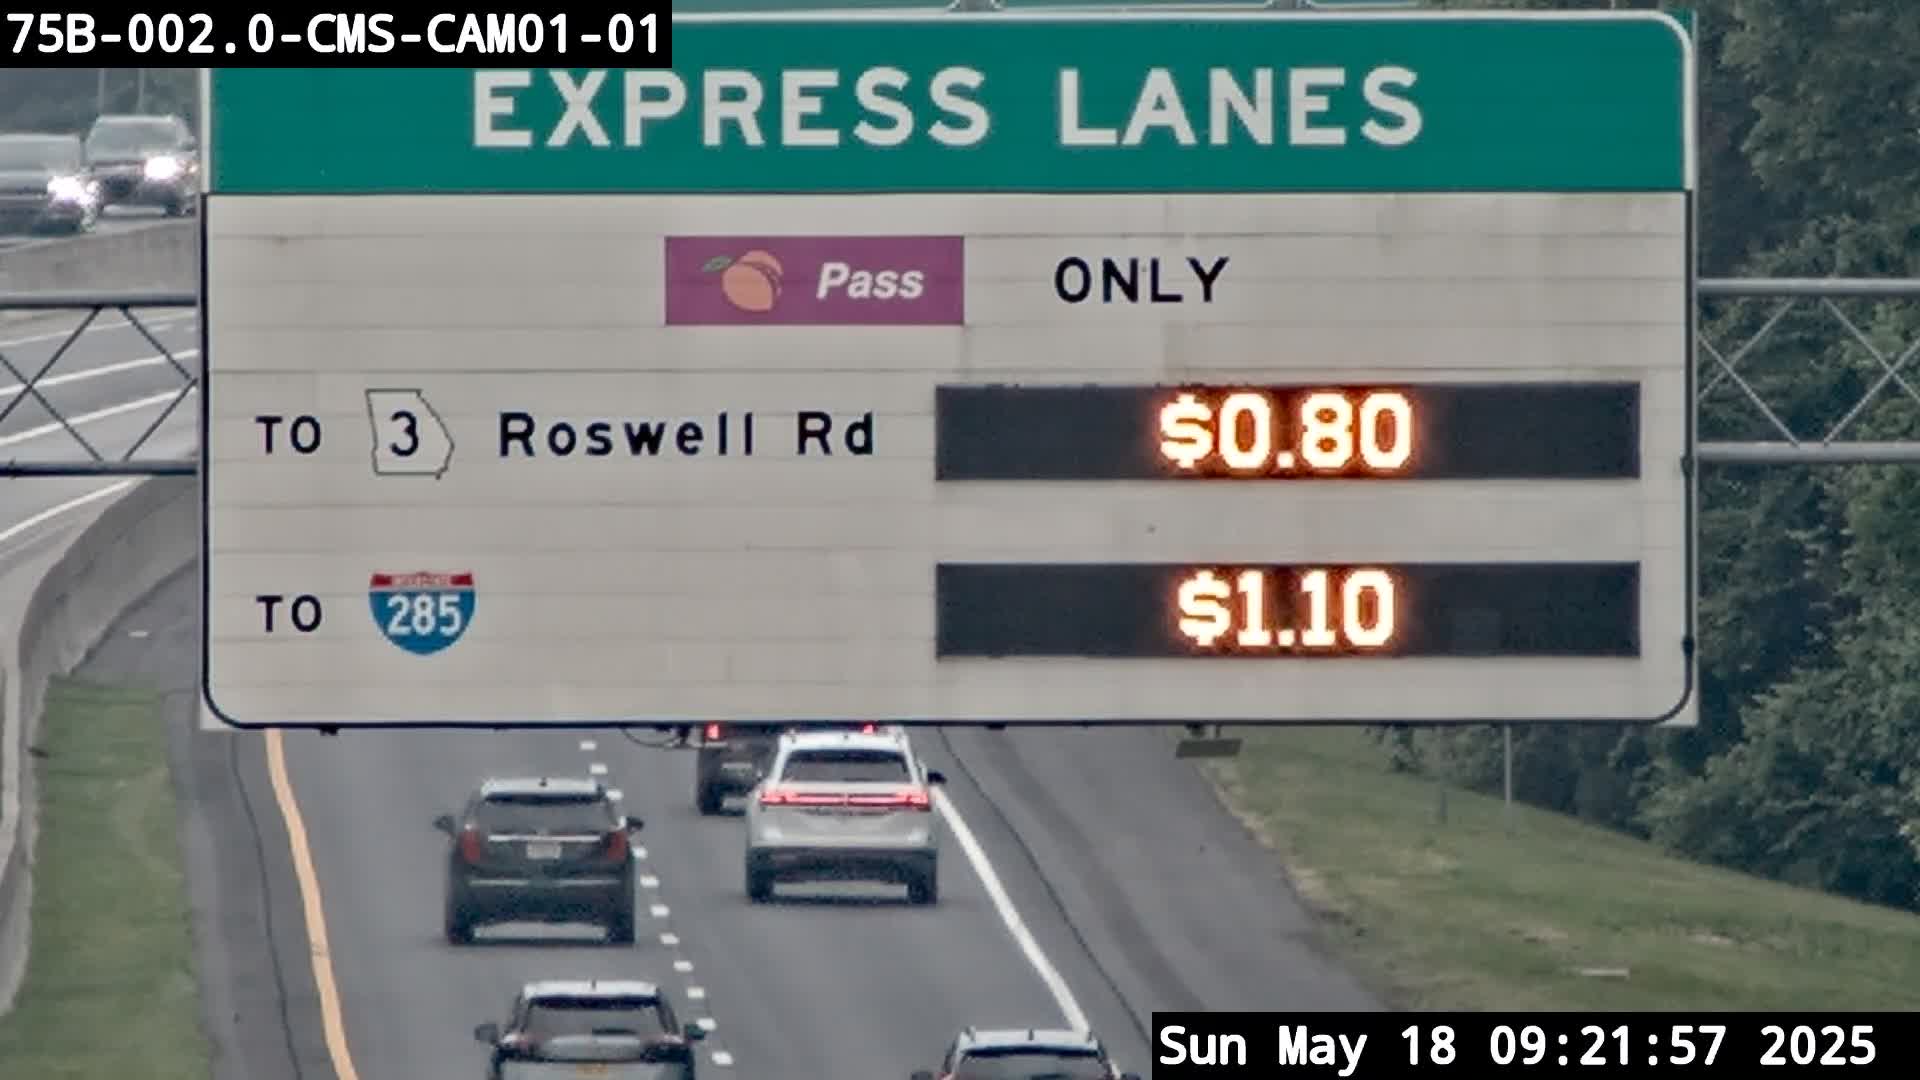 75B-002.0-CMS-CAM01-01
EXPRESS LANES
Pass ONLY
TO 3 Roswell Rd $0.80
TO 285 $1.10
Sun May 18 09:21:57 2025